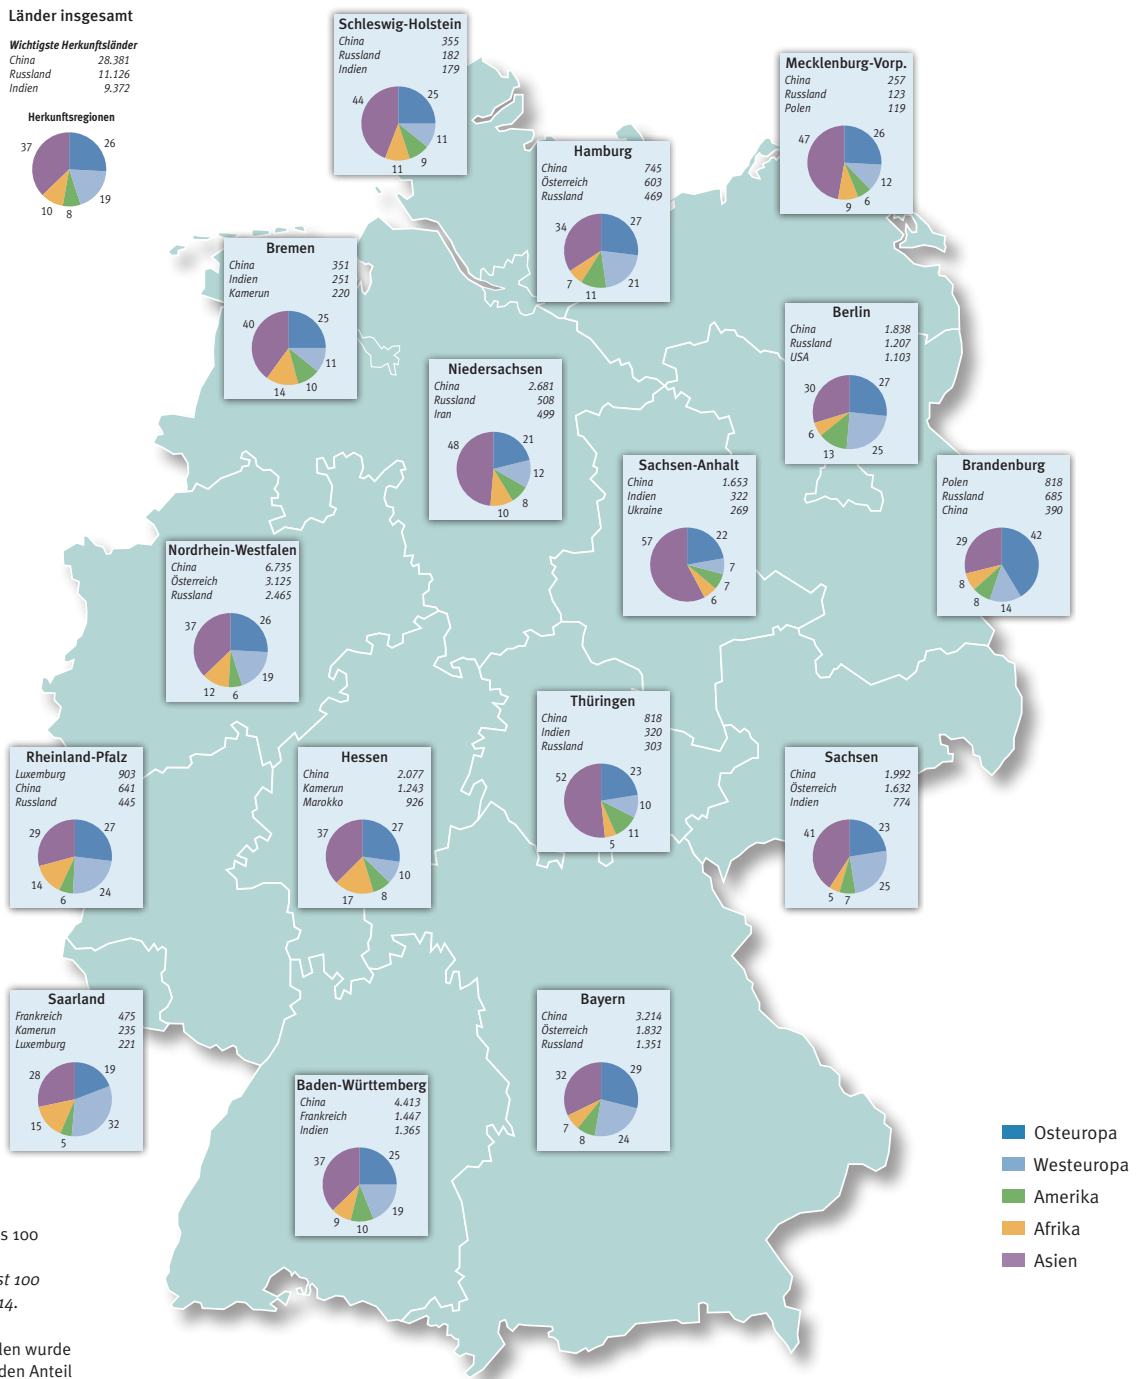 Länder insgesamt
Wichtigste Herkunftsländer
China 28.381
Russland 11.126
Indien 9.372
Herkunftsregionen
37 26
19
10 8
Schleswig-Holstein
China 355
Russland 182
Indien 179
44 25
11
9
11
Mecklenburg-Vorp.
China 257
Russland 123
Polen 119
47 26
12
6
9
Hamburg
China 745
Österreich 603
Russland 469
34 27
7 21
11
Bremen
China 351
Indien 251
Kamerun 220
40 25
11
14 10
Berlin
China 1.838
Russland 1.207
USA 1.103
30 27
6
13 25
Niedersachsen
China 2.681
Russland 508
Iran 499
48 21
12
8
10
Sachsen-Anhalt
China 1.653
Indien 322
Ukraine 269
57 22
7
7
6
Brandenburg
Polen 818
Russland 685
China 390
29 42
8
8 14
Nordrhein-Westfalen
China 6.735
Österreich 3.125
Russland 2.465
37 26
19
12 6
Thüringen
China 818
Indien 320
Russland 303
52 23
10
11
5
Rheinland-Pfalz
Luxemburg 903
China 641
Russland 445
29 27
14 24
6
Hessen
China 2.077
Kamerun 1.243
Marokko 926
37 27
10
17 8
Sachsen
China 1.992
Österreich 1.632
Indien 774
41 23
25
5 7
Saarland
Frankreich 475
Kamerun 235
Luxemburg 221
28 19
15 32
5
Bayern
China 3.214
Österreich 1.832
Russland 1.351
32 29
7 24
8
Baden-Württemberg
China 4.413
Frankreich 1.447
Indien 1.365
37 25
19
9 10
Osteuropa
Westeuropa
Amerika
Afrika
Asien
s 100
st 100
14.
len wurde
den Anteil